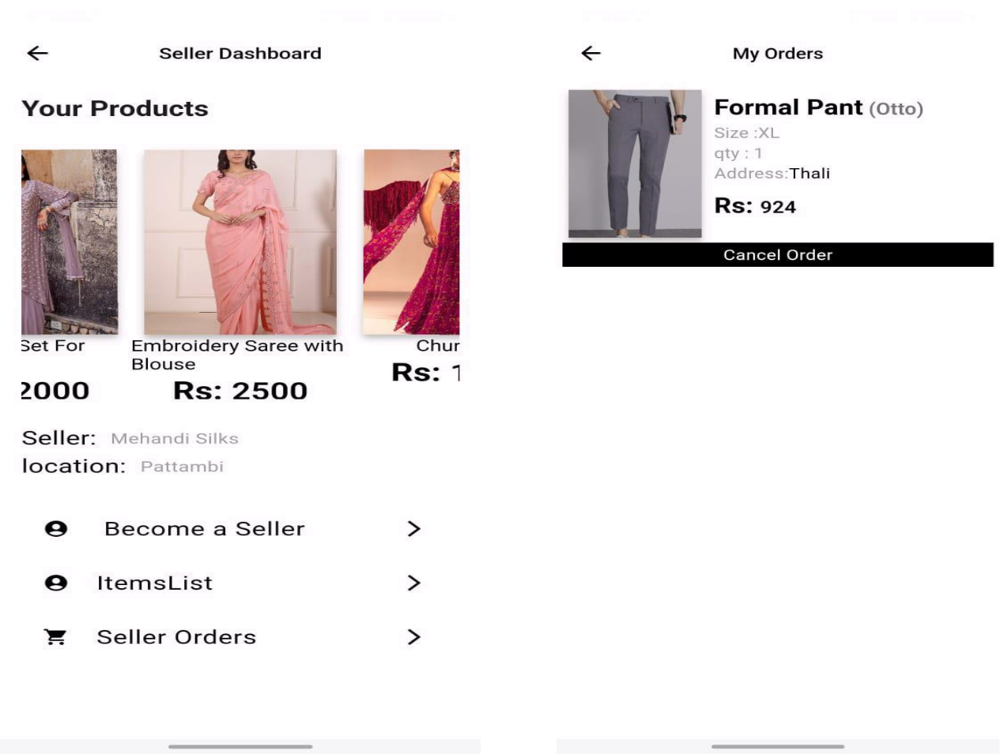 Seller Dashboard
Your Products
Set For
2000
Embroidery Saree with
Blouse
Rs: 2500
Chur
Rs: 1
Seller: Mehandi Silks
location: Pattambi
Become a Seller
ItemsList
Seller Orders
My Orders
Formal Pant (Otto)
Size :XL
qty : 1
Address:Thali
Rs: 924
Cancel Order